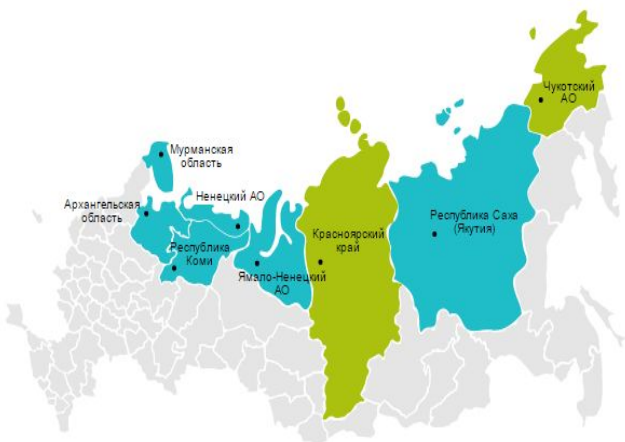 Чукотский
АО
Мурманская
область
Ненецкий АО
Архангельская
область
Республика Саха
(Якутия)
Красноярский
край
Республика
Коми
Ямало-Ненецкий
АО